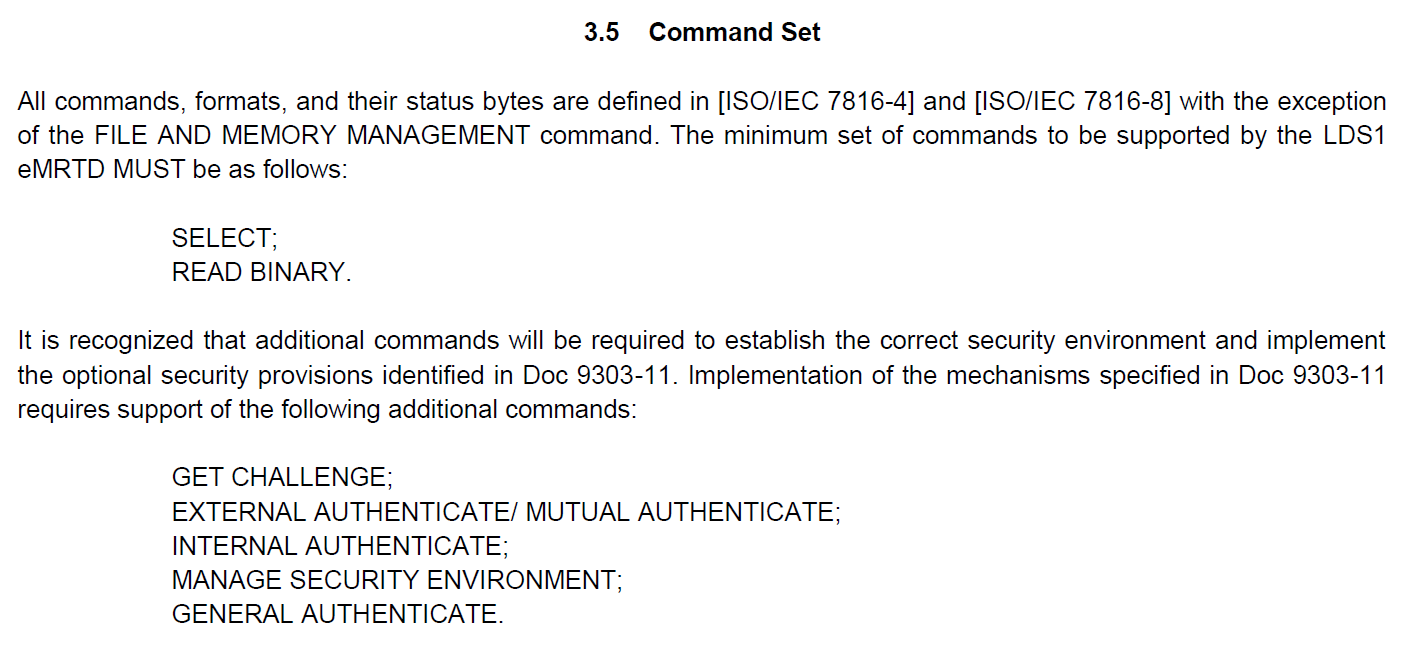 3.5 Command Set
All commands, formats, and their status bytes are defined in [ISO/IEC 7816-4] and [ISO/IEC 7816-8] with the exception
of the FILE AND MEMORY MANAGEMENT command. The minimum set of commands to be supported by the LDS1
eMRTD MUST be as follows:
SELECT;
READ BINARY.
It is recognized that additional commands will be required to establish the correct security environment and implement
the optional security provisions identified in Doc 9303-11. Implementation of the mechanisms specified in Doc 9303-11
requires support of the following additional commands:
GET CHALLENGE;
EXTERNAL AUTHENTICATE/ MUTUAL AUTHENTICATE;
INTERNAL AUTHENTICATE;
MANAGE SECURITY ENVIRONMENT;
GENERAL AUTHENTICATE.